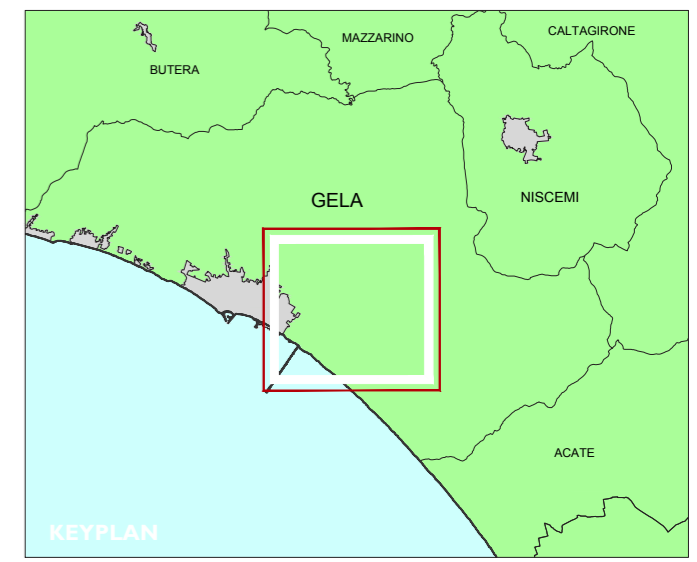 CALTAGIRONE
MAZZARINO
BUTERA
GELA
NISCEMI
ACATE
KEYPLAN